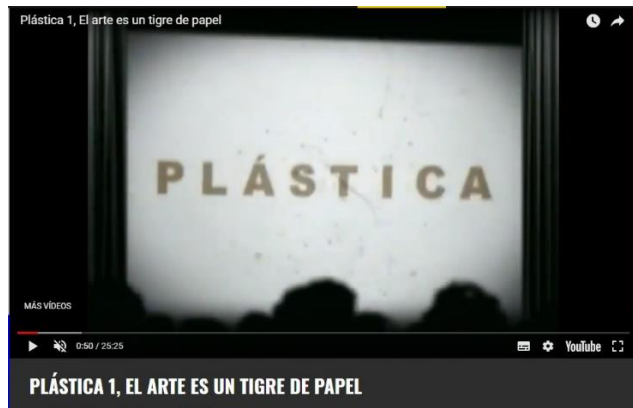 Plástica 1, El arte es un tigre de papel
PLÁSTICA
MÁS VÍDEOS
0:50 / 25:25
YouTube
PLÁSTICA 1, EL ARTE ES UN TIGRE DE PAPEL